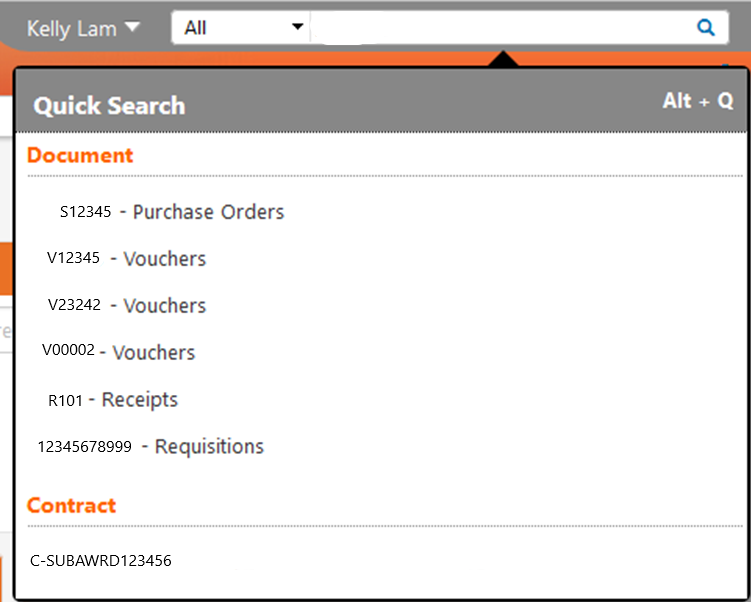 Kelly Lam All
Quick Search Alt + Q
Document
S12345 - Purchase Orders
V12345 - Vouchers
V23242 - Vouchers
V00002 - Vouchers
R101 - Receipts
12345678999 - Requisitions
Contract
C-SUBAWRD123456